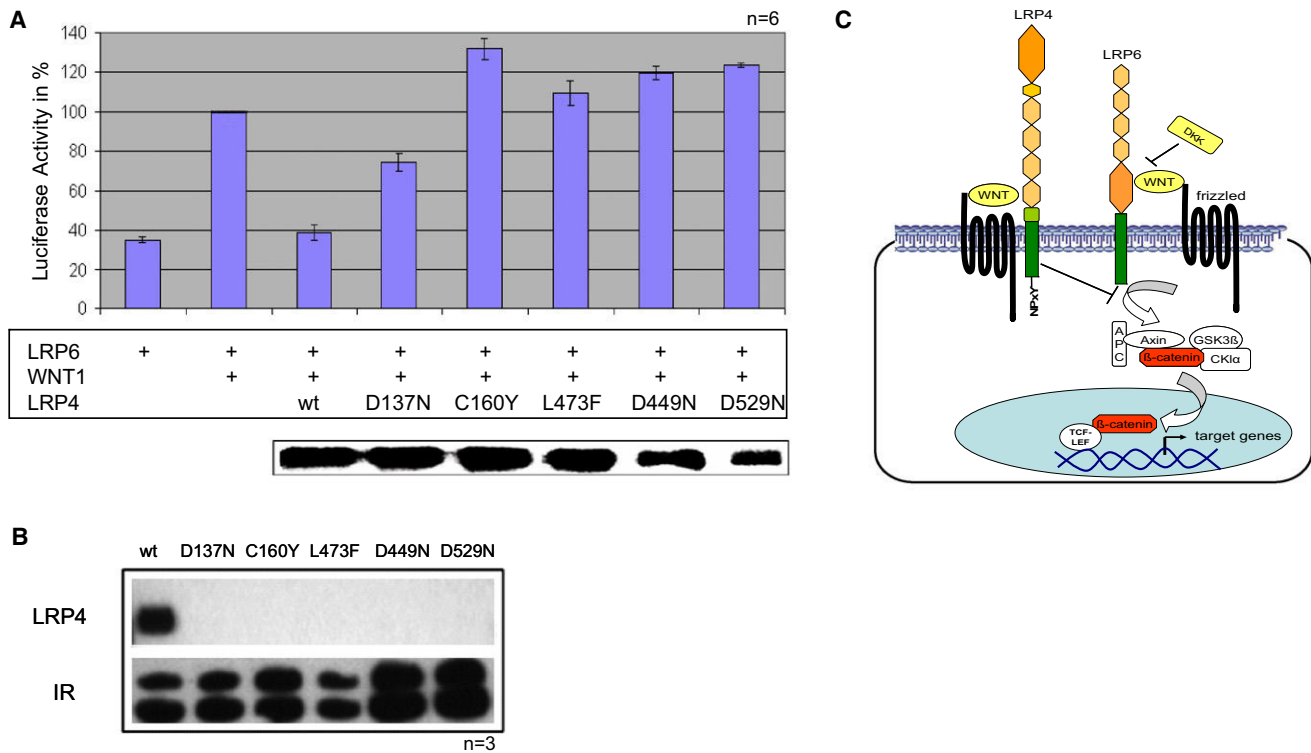 A
n=6
140
120
100
80
60
40
20
0
Luciferase Activity in %
LRP6 + + + + + + + +
WNT1 + + + + + + +
LRP4 wt D137N C160Y L473F D449N D529N
B
wt D137N C160Y L473F D449N D529N
LRP4
IR
n=3
C
LRP4
LRP6
DKK
WNT
WNT
frizzled
NPxY
APC
Axin
GSK3ß
ß-catenin
CKlα
ß-catenin
TCF-
LEF
target genes